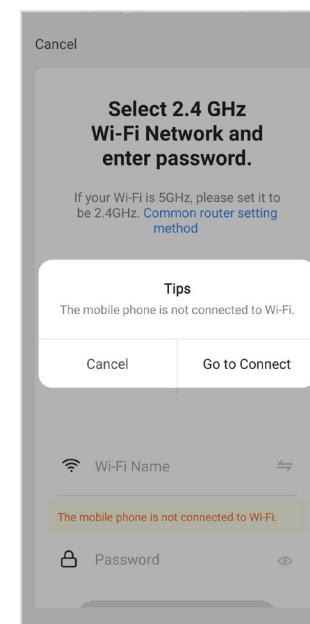 Cancel
Select 2.4 GHz
Wi-Fi Network and
enter password.
If your Wi-Fi is 5GHz, please set it to
be 2.4GHz. Common router setting
method
Tips
The mobile phone is not connected to Wi-Fi.
Cancel Go to Connect
Wi-Fi Name
The mobile phone is not connected to Wi-Fi.
Password